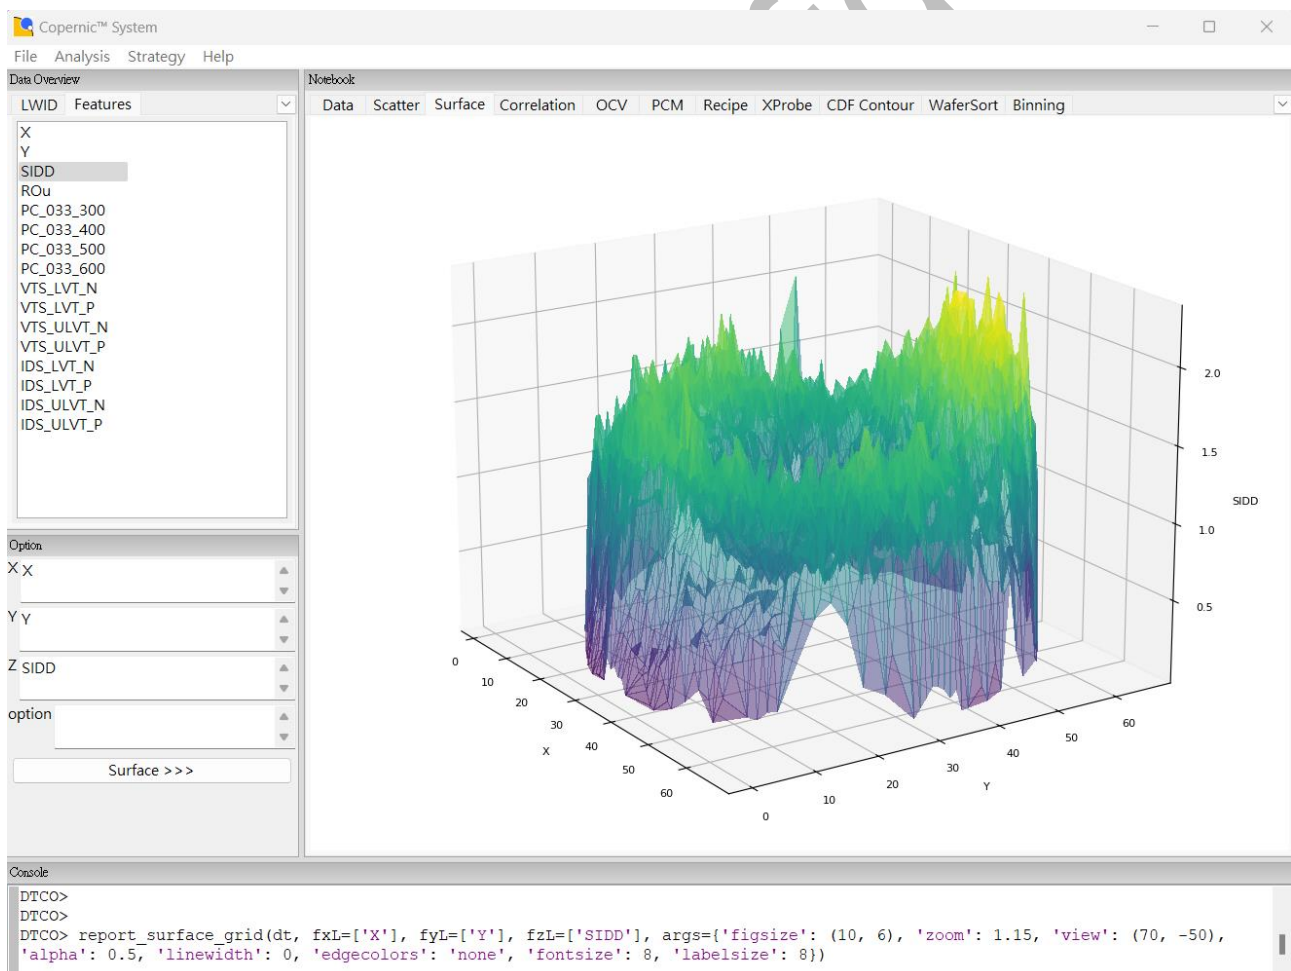 Copernic™ System
File Analysis Strategy Help
Data Overview
LWID Features
X
Y
SIDD
ROu
PC_033_300
PC_033_400
PC_033_500
PC_033_600
VTS_LVT_N
VTS_LVT_P
VTS_ULVT_N
VTS_ULVT_P
IDS_LVT_N
IDS_LVT_P
IDS_ULVT_N
IDS_ULVT_P
Option
X X
Y Y
Z SIDD
option
Surface >>>
Notebook
Data Scatter Surface Correlation OCV PCM Recipe XProbe CDF Contour WaferSort Binning
2.0
1.5
SIDD
1.0
0.5
0
10
20
30
40
50
60
X
0
10
20
30
40
50
60
Y
Console
DTCO>
DTCO>
DTCO> report_surface_grid(dt, fxL=['X'], fyL=['Y'], fzL=['SIDD'], args={'figsize': (10, 6), 'zoom': 1.15, 'view': (70, -50),
'alpha': 0.5, 'linewidth': 0, 'edgecolors': 'none', 'fontsize': 8, 'labelsize': 8})